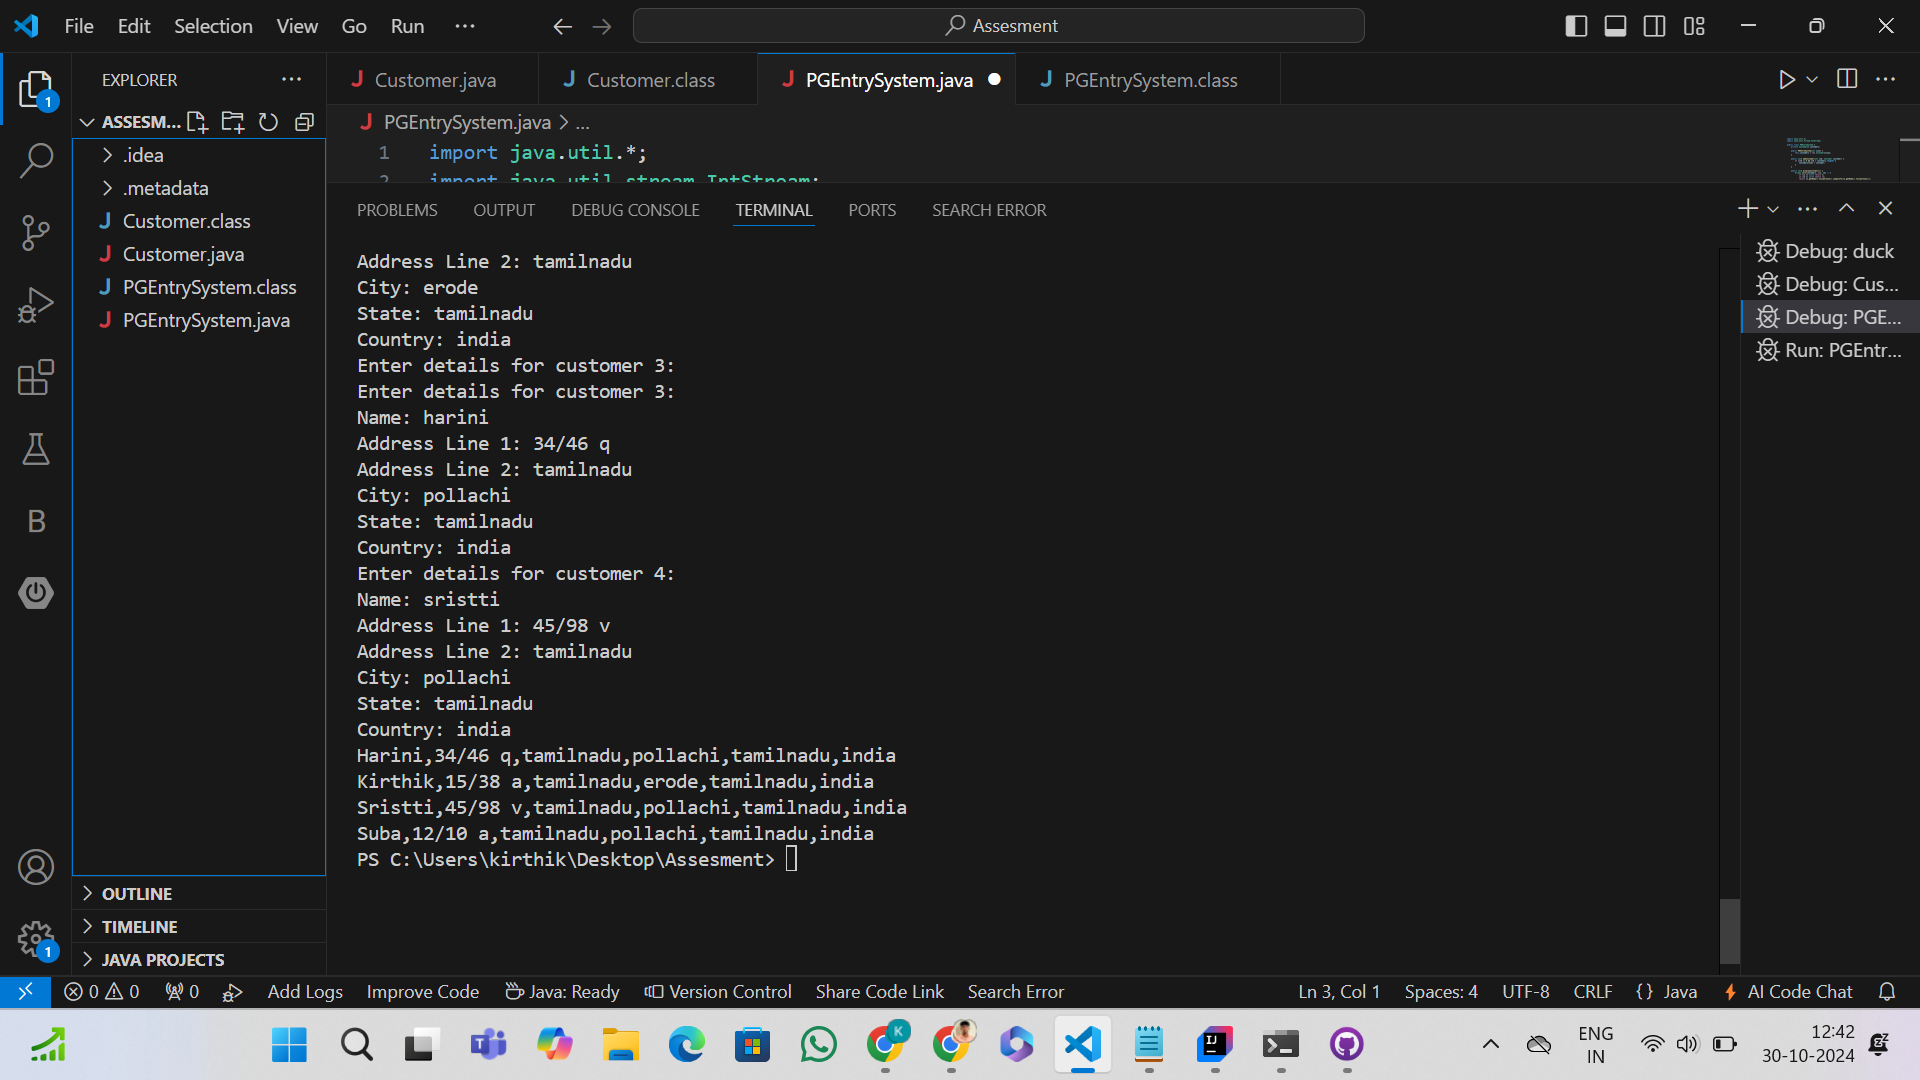 File Edit Selection View Go Run ... Assesment
EXPLORER ...
Customer.java Customer.class PGEntrySystem.java PGEntrySystem.class
ASSESM...
PGEntrySystem.java > ...
.idea
.metadata
Customer.class
Customer.java
PGEntrySystem.class
PGEntrySystem.java
OUTLINE
TIMELINE
JAVA PROJECTS
1
1
B
1 import java.util.*;
2 import java.util.stream.IntStream;
PROBLEMS OUTPUT DEBUG CONSOLE TERMINAL PORTS SEARCH ERROR
Address Line 2: tamilnadu
City: erode
State: tamilnadu
Country: india
Enter details for customer 3:
Enter details for customer 3:
Name: harini
Address Line 1: 34/46 q
Address Line 2: tamilnadu
City: pollachi
State: tamilnadu
Country: india
Enter details for customer 4:
Name: sristti
Address Line 1: 45/98 v
Address Line 2: tamilnadu
City: pollachi
State: tamilnadu
Country: india
Harini,34/46 q,tamilnadu,pollachi,tamilnadu,india
Kirthik,15/38 a,tamilnadu,erode,tamilnadu,india
Sristti,45/98 v,tamilnadu,pollachi,tamilnadu,india
Suba,12/10 a,tamilnadu,pollachi,tamilnadu,india
PS C:\Users\kirthik\Desktop\Assesment>
Debug: duck
Debug: Cus...
Debug: PGE...
Run: PGEntr...
0 0 0 Add Logs Improve Code Java: Ready Version Control Share Code Link Search Error Ln 3, Col 1 Spaces: 4 UTF-8 CRLF {} Java AI Code Chat
K
ENG
IN
12:42
30-10-2024